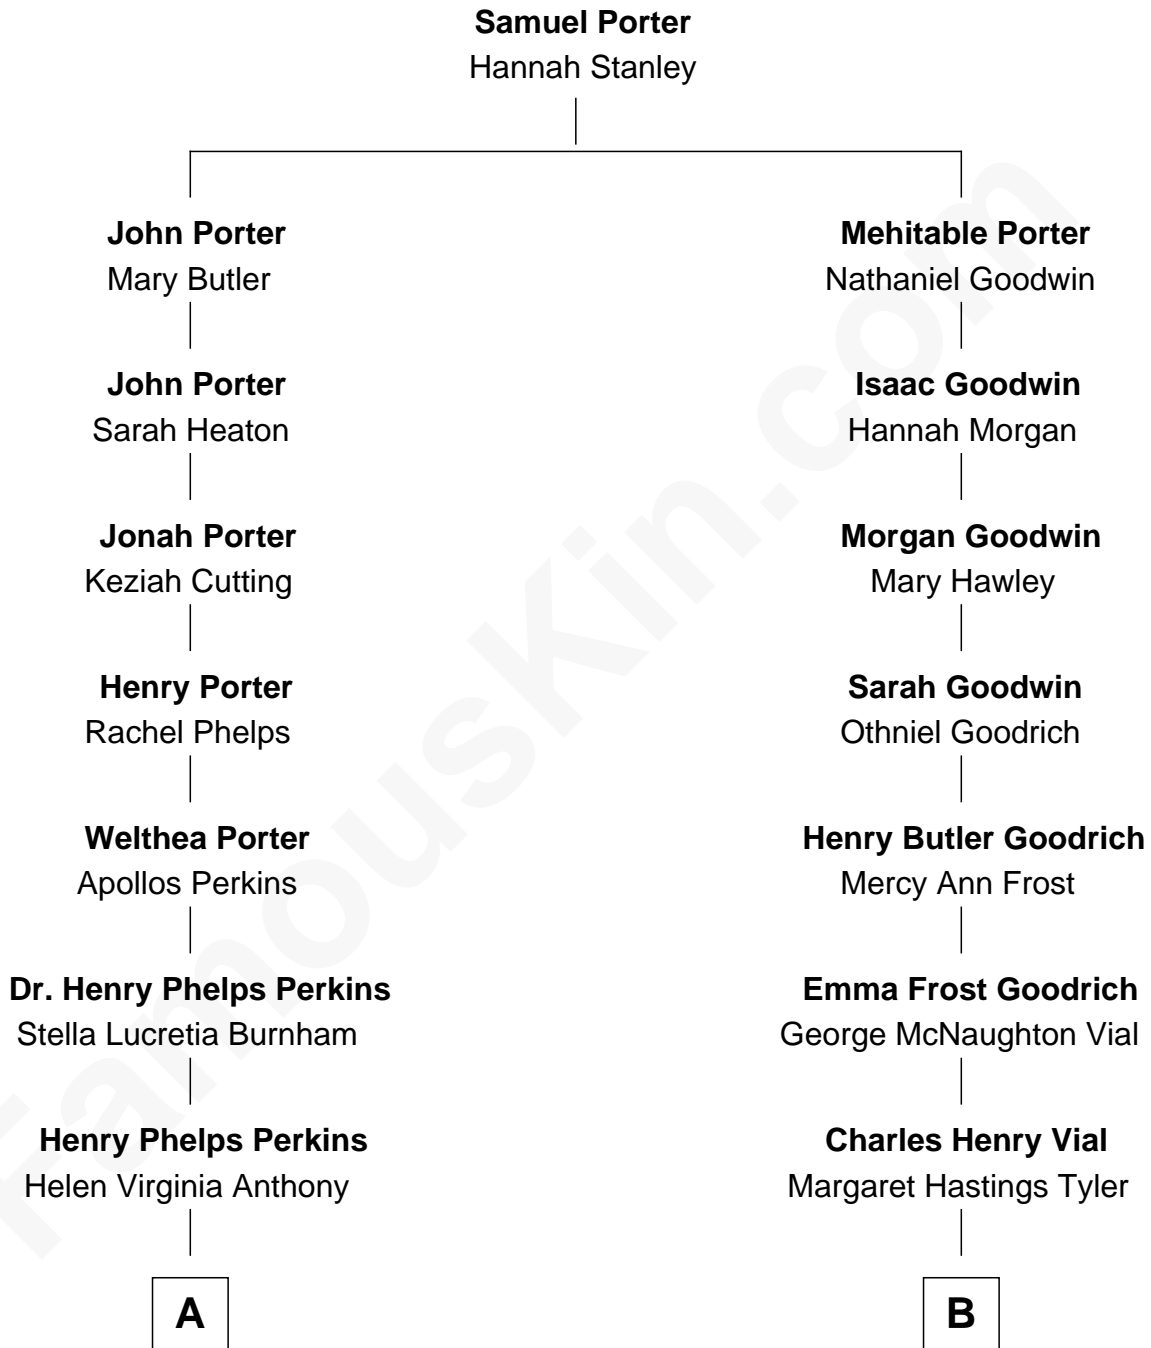 Samuel Porter
Hannah Stanley
John Porter
Mary Butler
Mehitable Porter
Nathaniel Goodwin
John Porter
Sarah Heaton
Isaac Goodwin
Hannah Morgan
Jonah Porter
Keziah Cutting
Morgan Goodwin
Mary Hawley
Henry Porter
Rachel Phelps
Sarah Goodwin
Othniel Goodrich
Welthea Porter
Apollos Perkins
Henry Butler Goodrich
Mercy Ann Frost
Dr. Henry Phelps Perkins
Stella Lucretia Burnham
Emma Frost Goodrich
George McNaughton Vial
Henry Phelps Perkins
Helen Virginia Anthony
Charles Henry Vial
Margaret Hastings Tyler
A
B
FamousKin.com